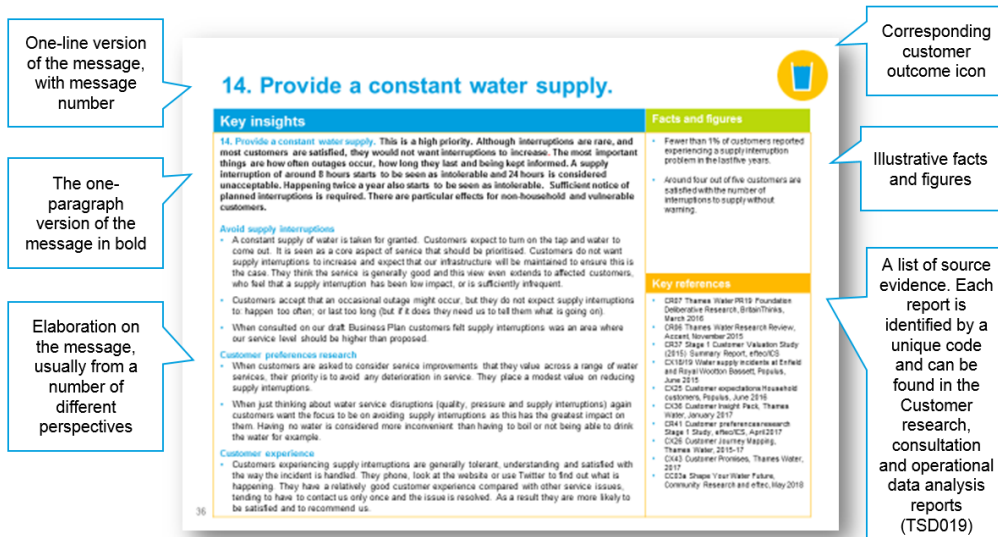 One-line version
of the message,
with message
number
The one-
paragraph
version of the
message in bold
Elaboration on
the message,
usually from a
number of
different
perspectives
14. Provide a constant water supply.
Key insights
14. Provide a constant water supply. This is a high priority. Although interruptions are rare, and
most customers are satisfied, they would not want interruptions to increase. The most important
things are how often outages occur, how long they last and being kept informed. A supply
interruption of around 8 hours starts to be seen as intolerable and 24 hours is considered
unacceptable. Happening twice a year also starts to be seen as intolerable. Sufficient notice of
planned interruptions is required. There are particular effects for non-household and vulnerable
customers.
Avoid supply interruptions
• A constant supply of water is taken for granted. Customers expect to turn on the tap and water to
come out. It is seen as a core aspect of service that should be prioritised. Customers do not want
supply interruptions to increase and expect that our infrastructure will be maintained to ensure this is
the case. They think the service is generally good and this view even extends to affected customers,
who feel that a supply interruption has been low impact, or is sufficiently infrequent.
• Customers accept that an occasional outage might occur, but they do not expect supply interruptions
to: happen too often; or last too long (but if it does they need us to tell them what is going on).
• When consulted on our draft Business Plan customers felt supply interruptions was an area where
our service level should be higher than proposed.
Customer preferences research
• When customers are asked to consider service improvements that they value across a range of water
services, their priority is to avoid any deterioration in service. They place a modest value on reducing
supply interruptions.
• When just thinking about water service disruptions (quality, pressure and supply interruptions) again
customers want the focus to be on avoiding supply interruptions as this has the greatest impact on
them. Having no water is considered more inconvenient than having to boil or not being able to drink
the water for example.
Customer experience
• Customers experiencing supply interruptions are generally tolerant, understanding and satisfied with
the way the incident is handled. They phone, look at the website or use Twitter to find out what is
happening. They have a relatively good customer experience compared with other service issues,
tending to have to contact us only once and the issue is resolved. As a result they are more likely to
be satisfied and to recommend us.
36
Facts and figures
• Fewer than 1% of customers reported
experiencing a supply interruption
problem in the last five years.
• Around four out of five customers are
satisfied with the number of
interruptions to supply without
warning.
Key references
• CR07 Thames Water PR19 Foundation
Deliberative Research, BritainThinks,
March 2016
• CR96 Thames Water Research Review,
Accent, November 2015
• CR37 Stage 1 Customer Valuation Study
(2015) Summary Report, eftec/ICS
• CX18/19 Water supply incidents at Enfield
and Royal Wootton Bassett, Populus,
June 2015
• CX25 Customer expectations Household
customers, Populus, June 2016
• CX36 Customer Insight Pack, Thames
Water, January 2017
• CR41 Customer preferences research
Stage 1 Study, eftec/ICS, April 2017
• CX26 Customer Journey Mapping,
Thames Water, 2015-17
• CX43 Customer Promises, Thames Water,
2017
• CC03a Shape Your Water Future,
Community Research and eftec, May 2018
Corresponding
customer
outcome icon
Illustrative facts
and figures
A list of source
evidence. Each
report is
identified by a
unique code
and can be
found in the
Customer
research,
consultation
and operational
data analysis
reports
(TSD019)